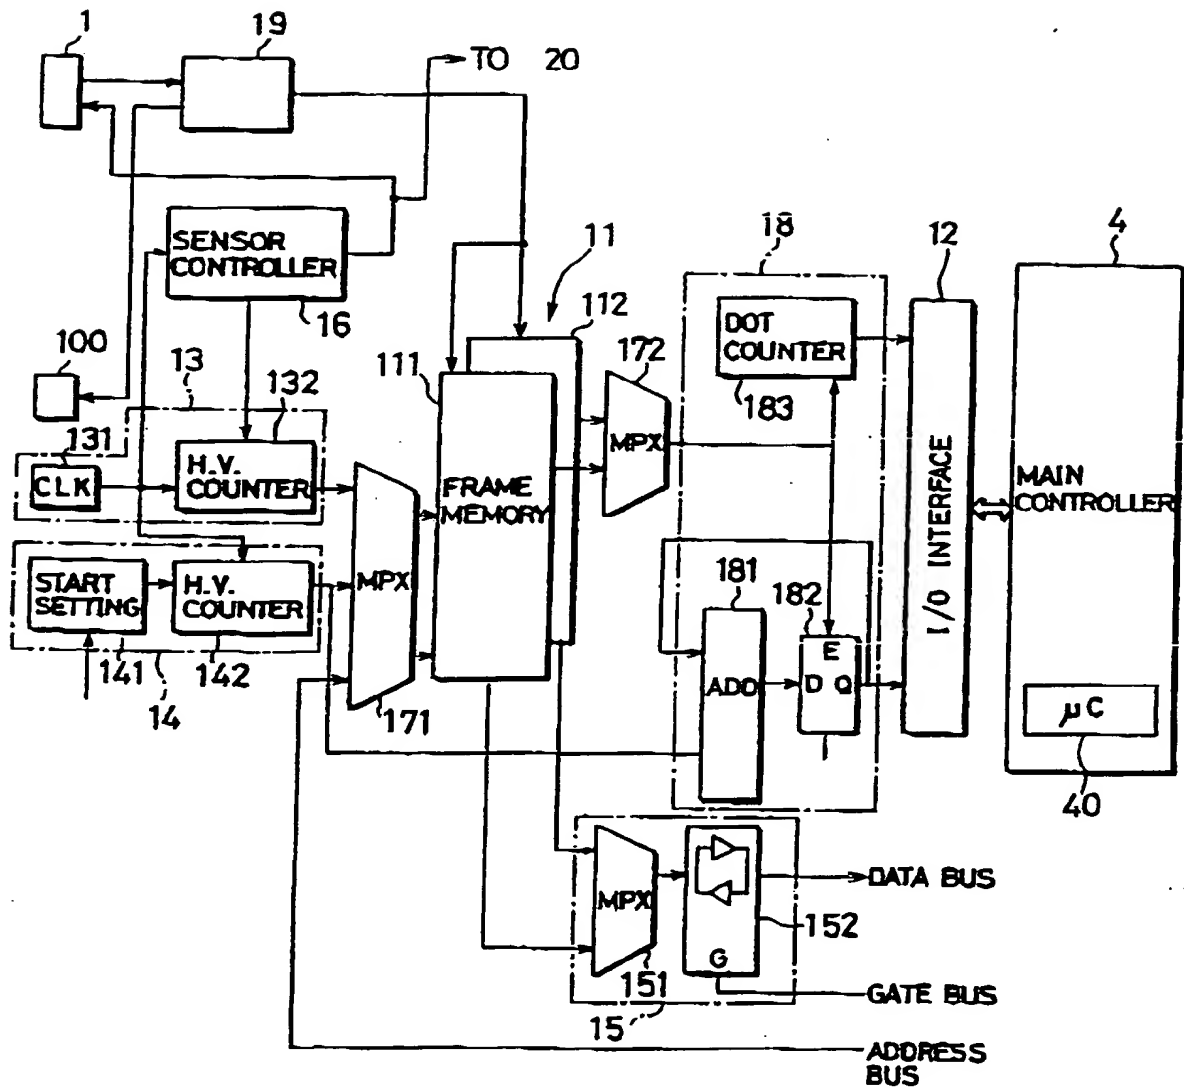 1
19
TO 20
SENSOR
CONTROLLER
16
11
112
18
12
4
100
13
132
111
172
DOT
COUNTER
183
131
CLK
H.V.
COUNTER
FRAME
MEMORY
MPX
I/O INTERFACE
MAIN
CONTROLLER
START
SETTING
H.V.
COUNTER
MPX
181
182
E
141
142
14
171
ADD
D Q
μC
40
MPX
151
G
152
15
DATA BUS
GATE BUS
ADDRESS
BUS